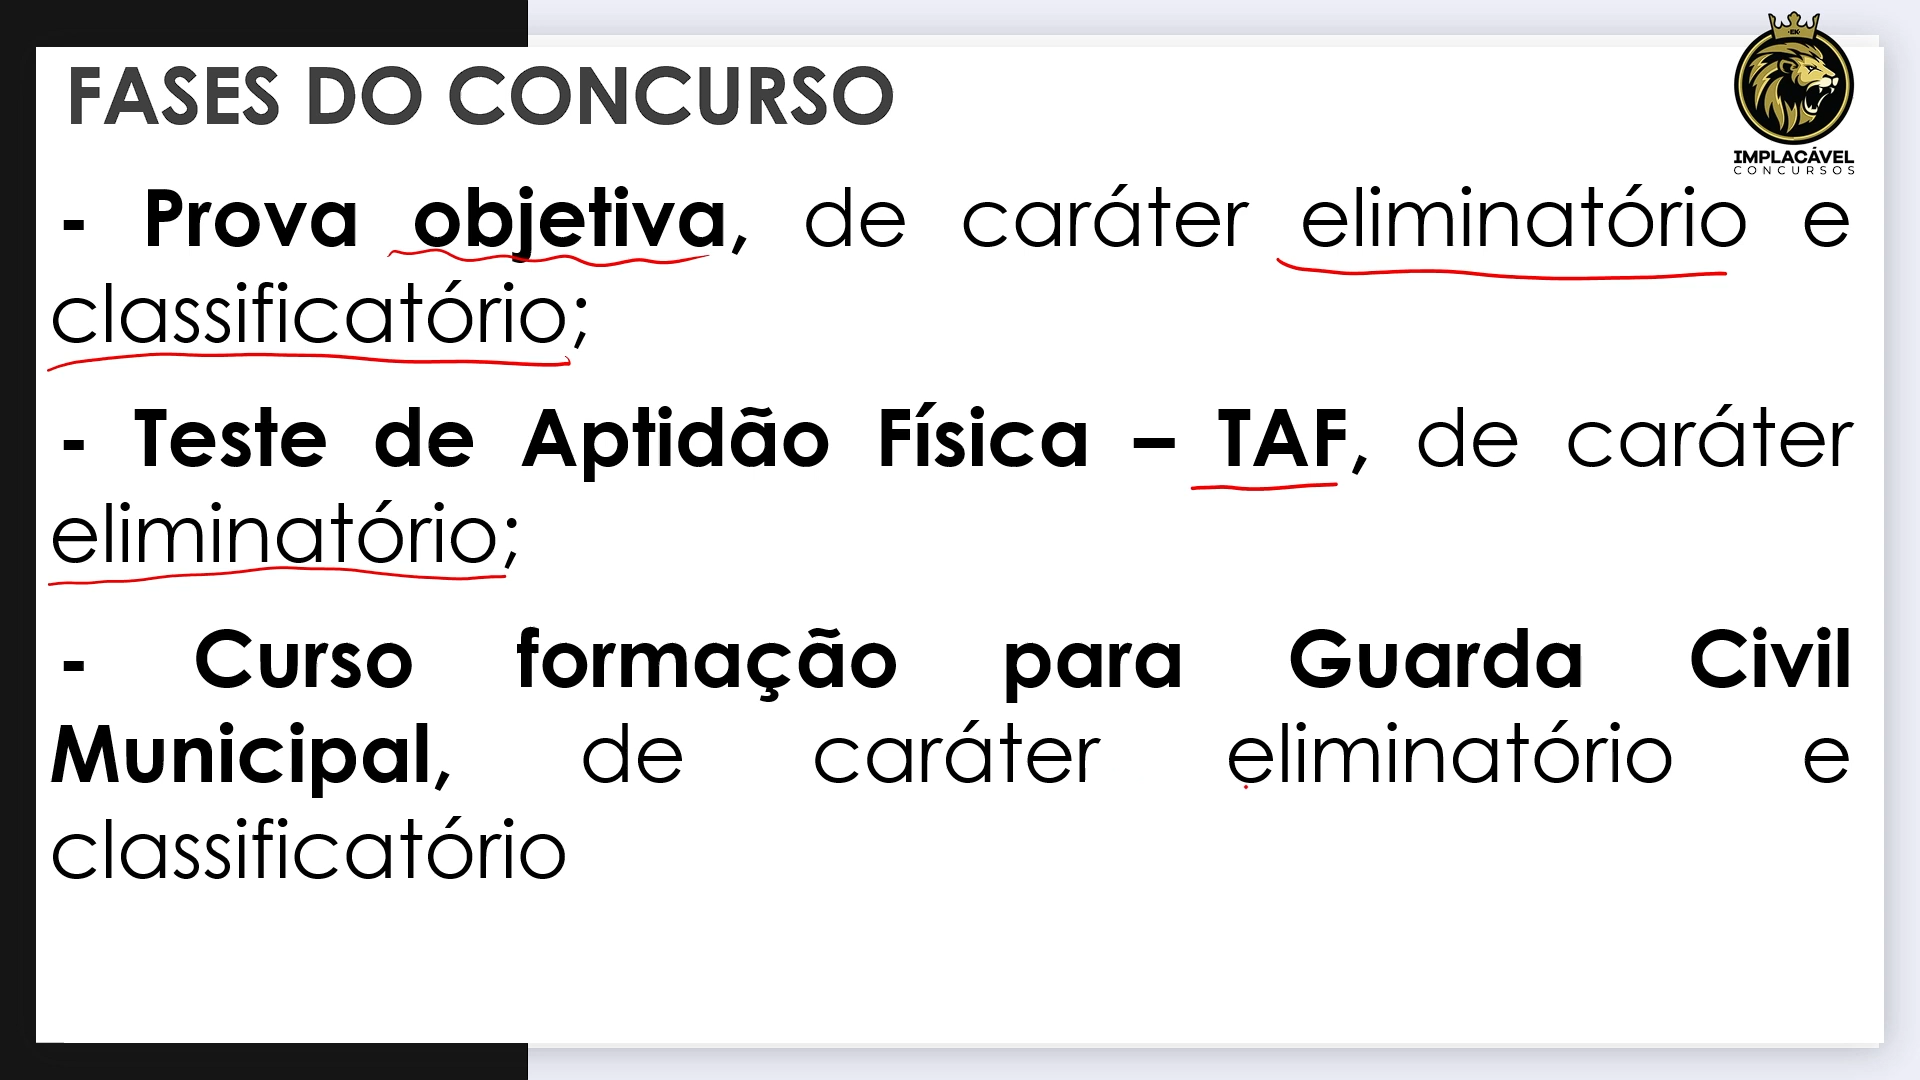 FASES DO CONCURSO
EK
IMPLACÁVEL
CONCURSOS
- Prova objetiva, de caráter eliminatório e
classificatório;
- Teste de Aptidão Física – TAF, de caráter
eliminatório;
- Curso formação para Guarda Civil
Municipal, de caráter eliminatório e
classificatório